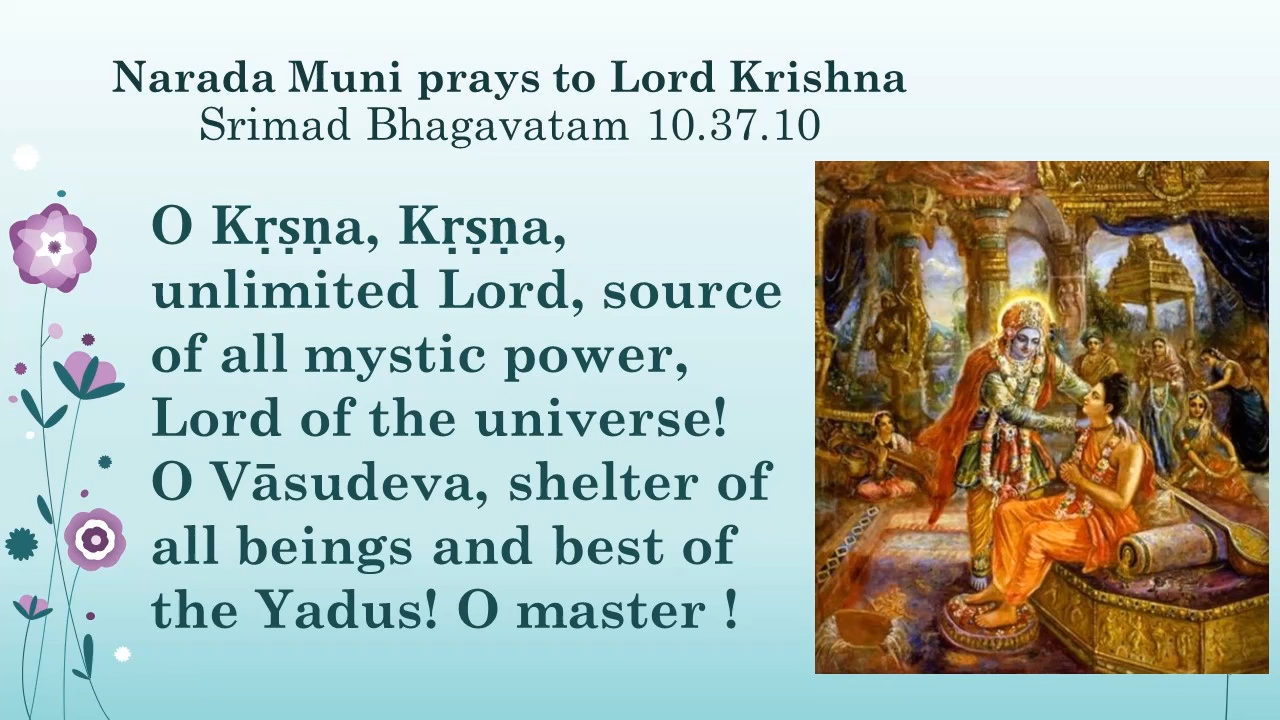 Narada Muni prays to Lord Krishna
Srimad Bhagavatam 10.37.10
O Kṛṣṇa, Kṛṣṇa,
unlimited Lord, source
of all mystic power,
Lord of the universe!
O Vāsudeva, shelter of
all beings and best of
the Yadus! O master !